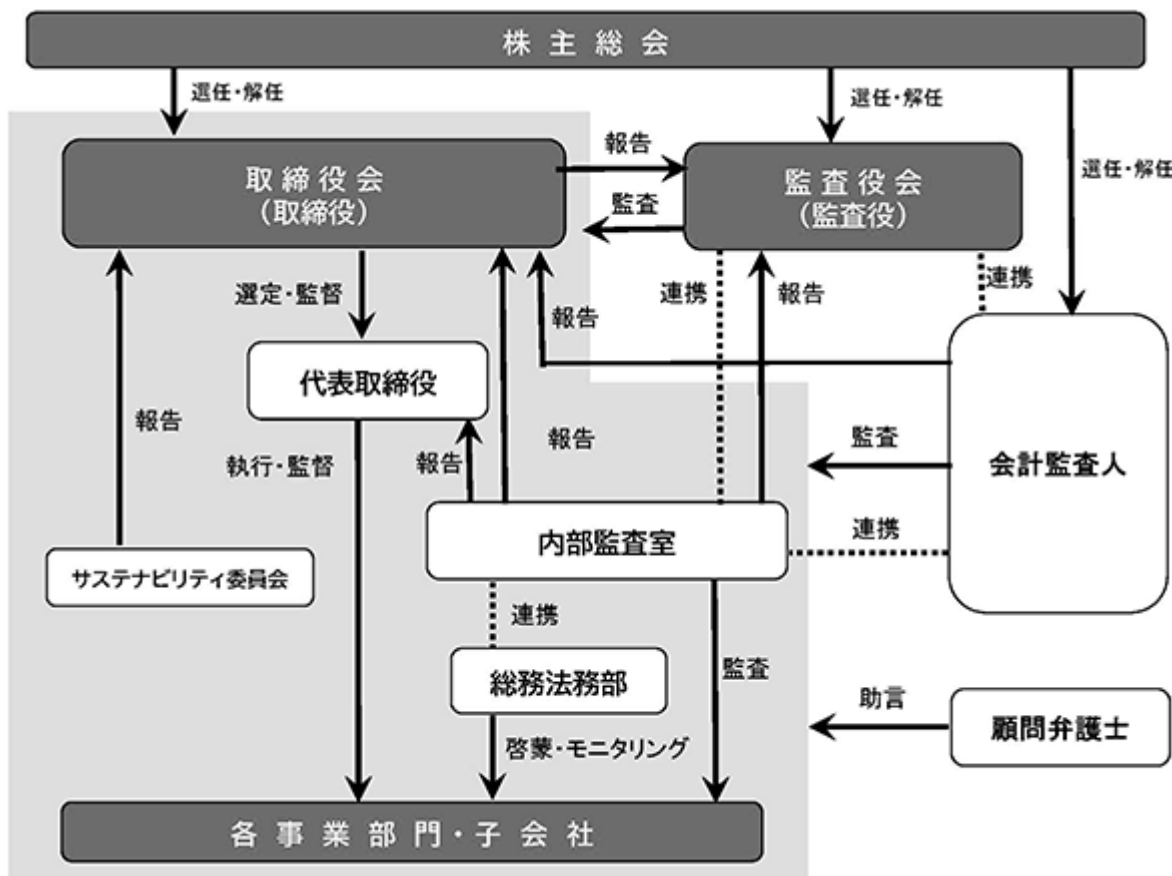 株主総会
選任・解任
選任・解任
選任・解任
取締役会
(取締役)
報告
監査
監査役会
(監査役)
選定・監督
連携
報告
連携
報告
代表取締役
報告
執行・監督
報告
報告
監査
会計監査人
内部監査室
連携
サステナビリティ委員会
連携
総務法務部
監査
助言
顧問弁護士
啓蒙・モニタリング
各事業部門・子会社